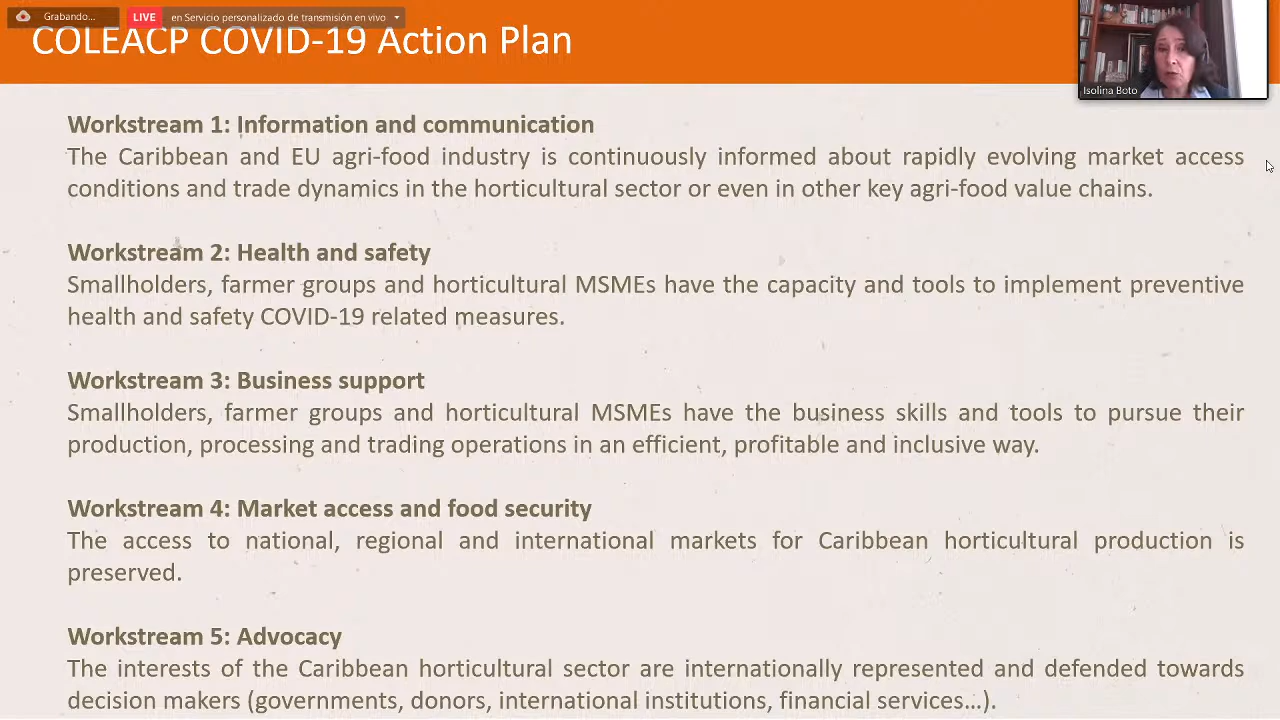 Grabando...
LIVE en Servicio personalizado de transmisión en vivo
COLEACP COVID-19 Action Plan
Isolina Boto
Workstream 1: Information and communication
The Caribbean and EU agri-food industry is continuously informed about rapidly evolving market access
conditions and trade dynamics in the horticultural sector or even in other key agri-food value chains.
Workstream 2: Health and safety
Smallholders, farmer groups and horticultural MSMEs have the capacity and tools to implement preventive
health and safety COVID-19 related measures.
Workstream 3: Business support
Smallholders, farmer groups and horticultural MSMEs have the business skills and tools to pursue their
production, processing and trading operations in an efficient, profitable and inclusive way.
Workstream 4: Market access and food security
The access to national, regional and international markets for Caribbean horticultural production is
preserved.
Workstream 5: Advocacy
The interests of the Caribbean horticultural sector are internationally represented and defended towards
decision makers (governments, donors, international institutions, financial services…).